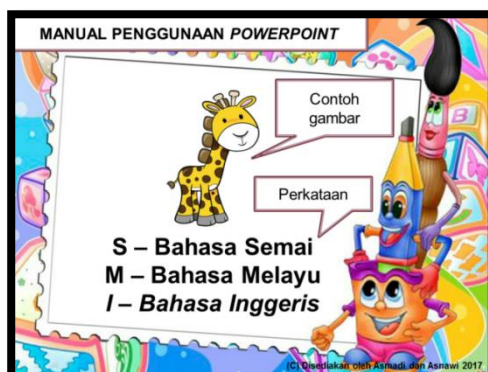 MANUAL PENGGUNAAN POWERPOINT
Contoh
gambar
Perkataan
S – Bahasa Semai
M – Bahasa Melayu
I – Bahasa Inggeris
(C) Disediakan oleh Asmadi dan Asnawi 2017
B